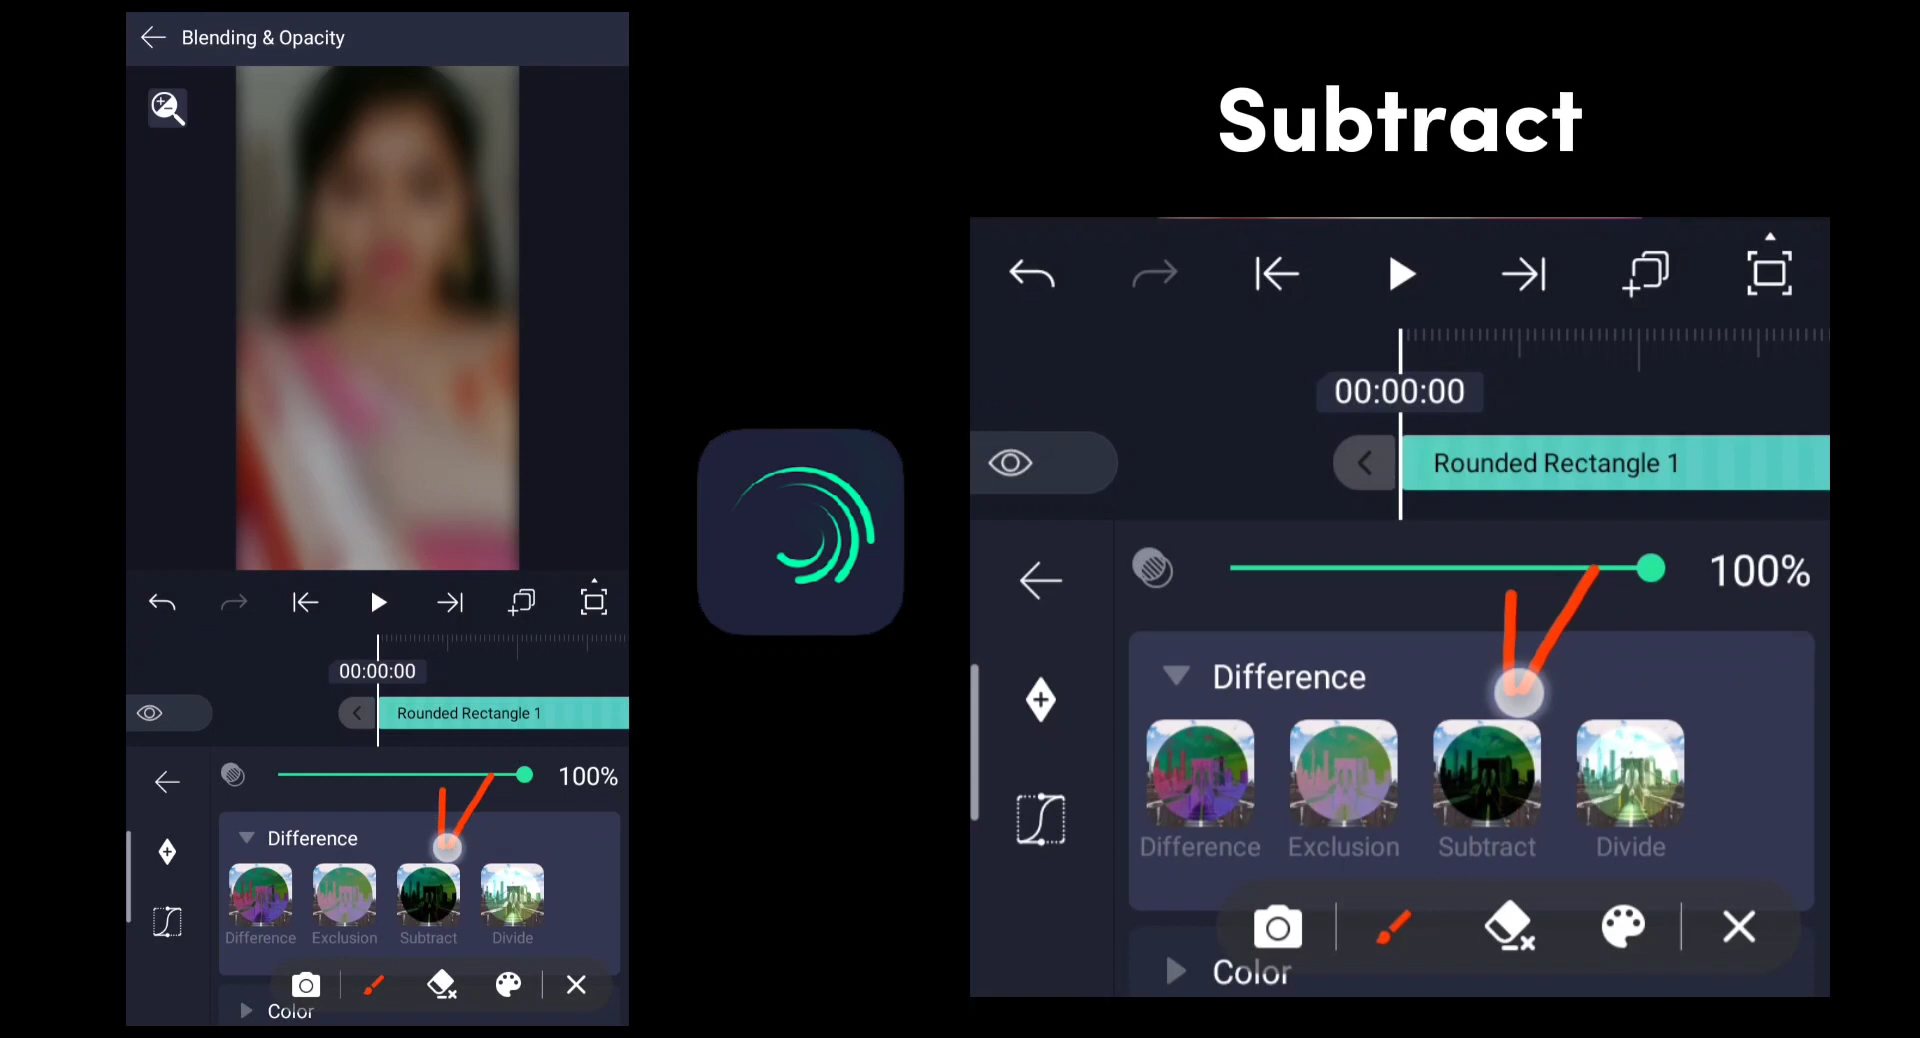 Blending & Opacity
00:00:00
Rounded Rectangle 1
100%
Difference
Difference Exclusion Subtract Divide
Color
Subtract
00:00:00
Rounded Rectangle 1
100%
Difference
Difference Exclusion Subtract Divide
Color